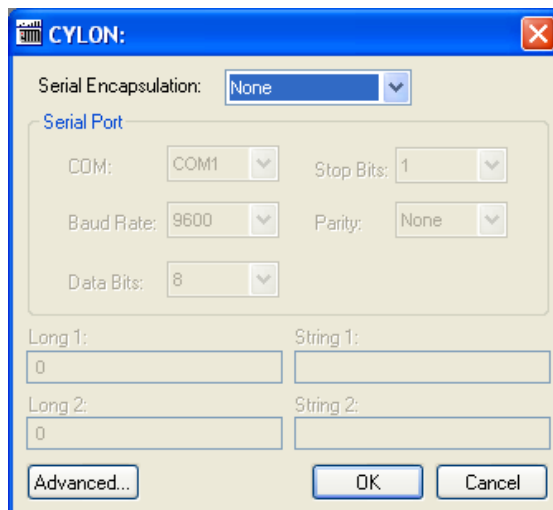 CYLON:
Serial Encapsulation: None
Serial Port
COM: COM1 Stop Bits: 1
Baud Rate: 9600 Parity: None
Data Bits: 8
Long 1: String 1:
0
Long 2: String 2:
0
Advanced... OK Cancel